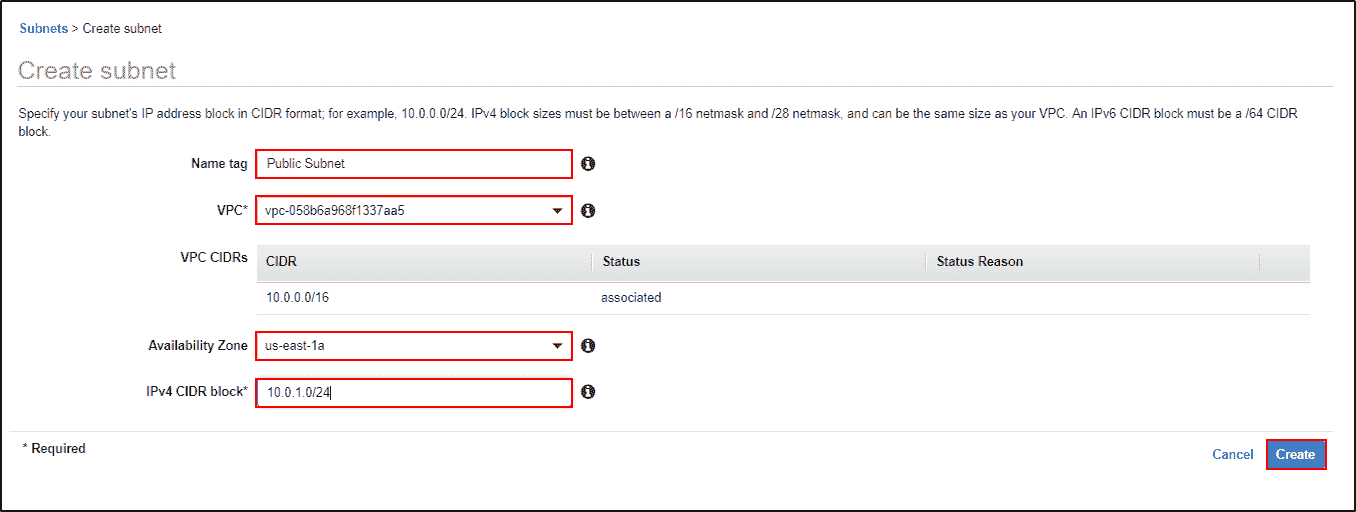 Subnets > Create subnet
Create subnet
Specify your subnet's IP address block in CIDR format; for example, 10.0.0.0/24. IPv4 block sizes must be between a /16 netmask and /28 netmask, and can be the same size as your VPC. An IPv6 CIDR block must be a /64 CIDR
block.
Name tag Public Subnet
VPC* vpc-058b6a968f1337aa5
VPC CIDRs CIDR Status Status Reason
10.0.0.0/16 associated
Availability Zone us-east-1a
IPv4 CIDR block* 10.0.1.0/24
* Required
Cancel Create